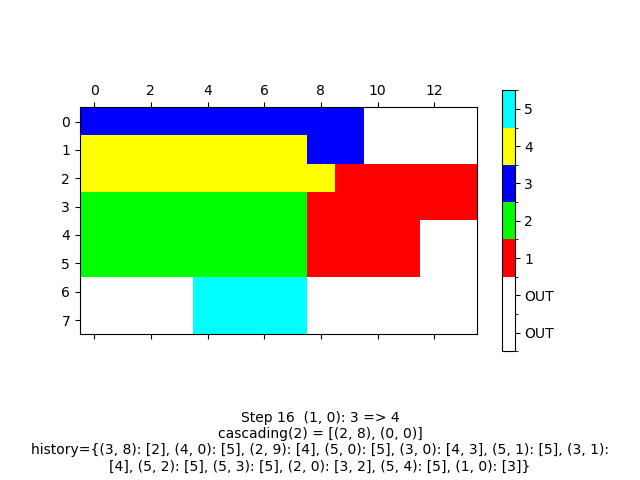 0 2 4 6 8 10 12
0
1
2
3
4
5
6
7
5
4
3
2
1
OUT
OUT
Step 16  (1, 0): 3 => 4
cascading(2) = [(2, 8), (0, 0)]
history={(3, 8): [2], (4, 0): [5], (2, 9): [4], (5, 0): [5], (3, 0): [4, 3], (5, 1): [5], (3, 1):
[4], (5, 2): [5], (5, 3): [5], (2, 0): [3, 2], (5, 4): [5], (1, 0): [3]}